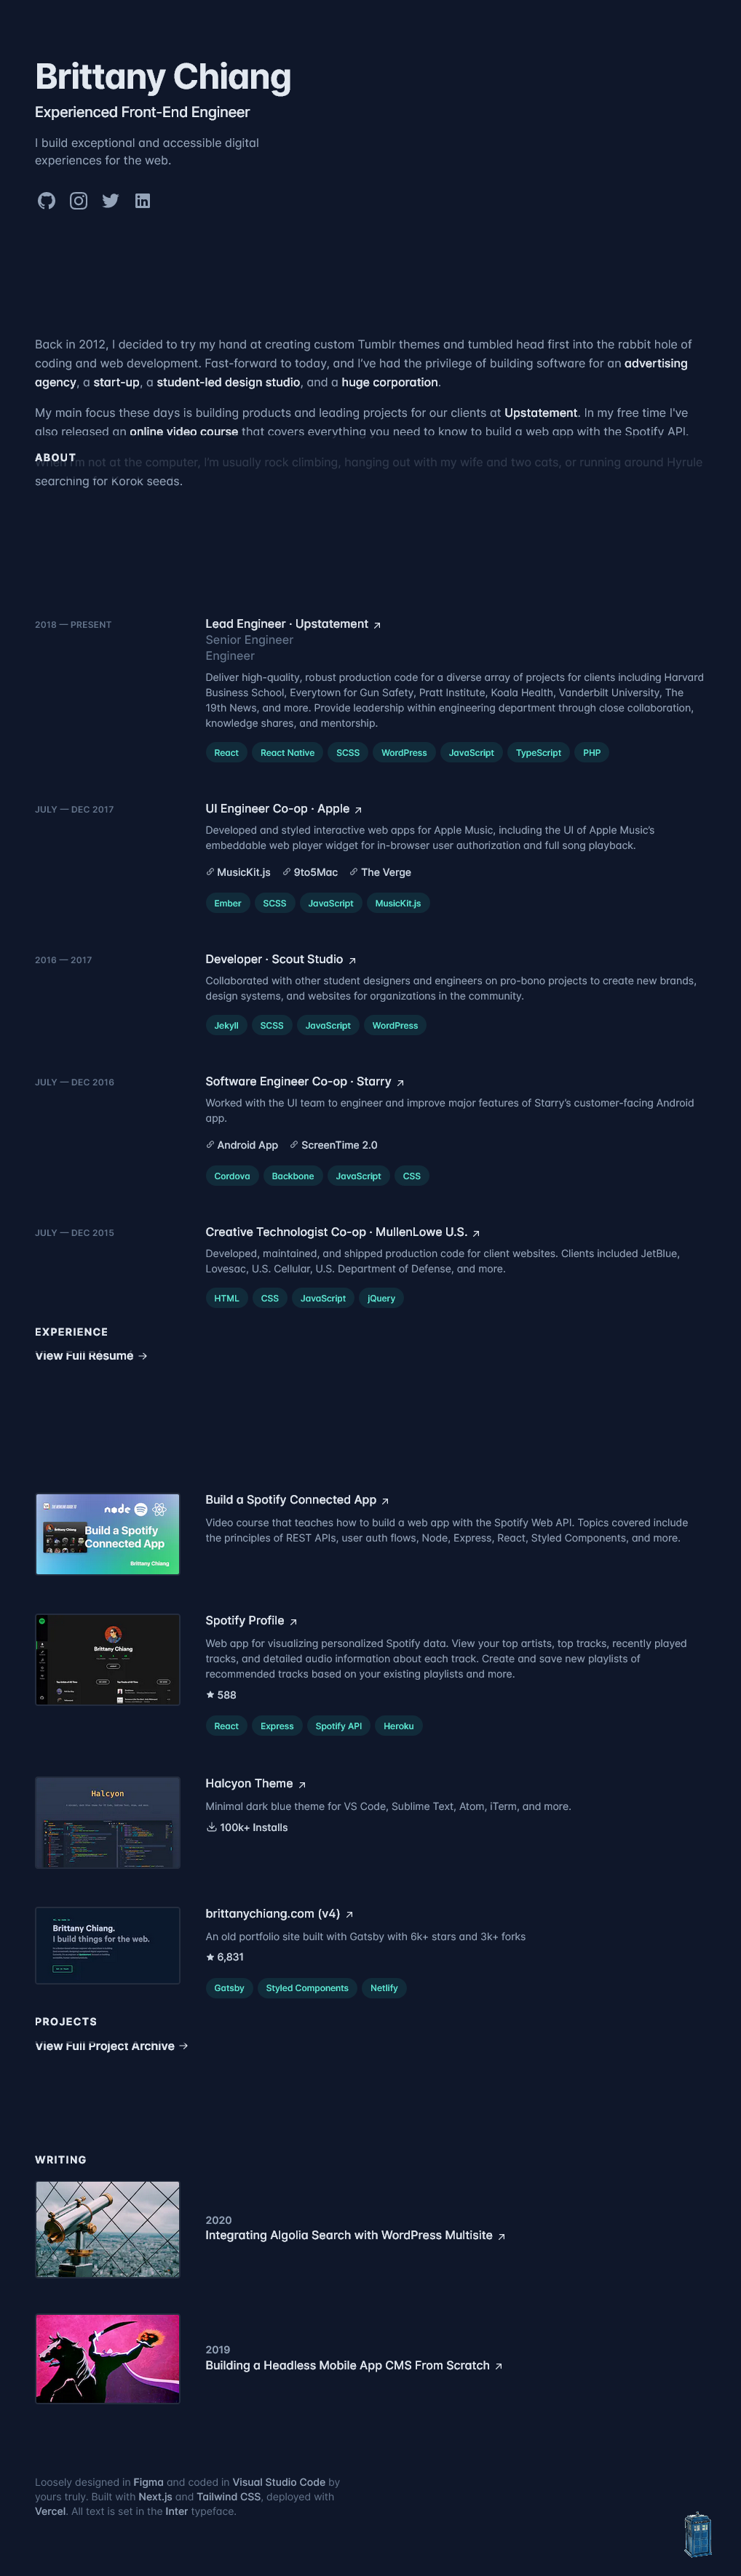 Brittany Chiang
Experienced Front-End Engineer
I build exceptional and accessible digital
experiences for the web.
Back in 2012, I decided to try my hand at creating custom Tumblr themes and tumbled head first into the rabbit hole of
coding and web development. Fast-forward to today, and I've had the privilege of building software for an advertising
agency, a start-up, a student-led design studio, and a huge corporation.
My main focus these days is building products and leading projects for our clients at Upstatement. In my free time I've
also released an online video course that covers everything you need to know to build a web app with the Spotify API.
ABOUT
When I'm not at the computer, I'm usually rock climbing, hanging out with my wife and two cats, or running around Hyrule
searching for Korok seeds.
2018 — PRESENT
Lead Engineer · Upstatement
Senior Engineer
Engineer
Deliver high-quality, robust production code for a diverse array of projects for clients including Harvard
Business School, Everytown for Gun Safety, Pratt Institute, Koala Health, Vanderbilt University, The
19th News, and more. Provide leadership within engineering department through close collaboration,
knowledge shares, and mentorship.
React React Native SCSS WordPress JavaScript TypeScript PHP
JULY — DEC 2017
UI Engineer Co-op · Apple
Developed and styled interactive web apps for Apple Music, including the UI of Apple Music's
embeddable web player widget for in-browser user authorization and full song playback.
MusicKit.js 9to5Mac The Verge
Ember SCSS JavaScript MusicKit.js
2016 — 2017
Developer · Scout Studio
Collaborated with other student designers and engineers on pro-bono projects to create new brands,
design systems, and websites for organizations in the community.
Jekyll SCSS JavaScript WordPress
JULY — DEC 2016
Software Engineer Co-op · Starry
Worked with the UI team to engineer and improve major features of Starry's customer-facing Android
app.
Android App ScreenTime 2.0
Cordova Backbone JavaScript CSS
JULY — DEC 2015
Creative Technologist Co-op · MullenLowe U.S.
Developed, maintained, and shipped production code for client websites. Clients included JetBlue,
Lovesac, U.S. Cellular, U.S. Department of Defense, and more.
HTML CSS JavaScript jQuery
EXPERIENCE
View Full Résumé →
node
Build a Spotify
Connected App
Brittany Chiang
Build a Spotify Connected App
Video course that teaches how to build a web app with the Spotify Web API. Topics covered include
the principles of REST APIs, user auth flows, Node, Express, React, Styled Components, and more.
Brittany Chiang
Spotify Profile
Web app for visualizing personalized Spotify data. View your top artists, top tracks, recently played
tracks, and detailed audio information about each track. Create and save new playlists of
recommended tracks based on your existing playlists and more.
588
React Express Spotify API Heroku
Halcyon
Halcyon Theme
Minimal dark blue theme for VS Code, Sublime Text, Atom, iTerm, and more.
100k+ Installs
Brittany Chiang.
I build things for the web.
brittanychiang.com (v4)
An old portfolio site built with Gatsby with 6k+ stars and 3k+ forks
6,831
Gatsby Styled Components Netlify
PROJECTS
View Full Project Archive →
WRITING
2020
Integrating Algolia Search with WordPress Multisite
2019
Building a Headless Mobile App CMS From Scratch
Loosely designed in Figma and coded in Visual Studio Code by
yours truly. Built with Next.js and Tailwind CSS, deployed with
Vercel. All text is set in the Inter typeface.